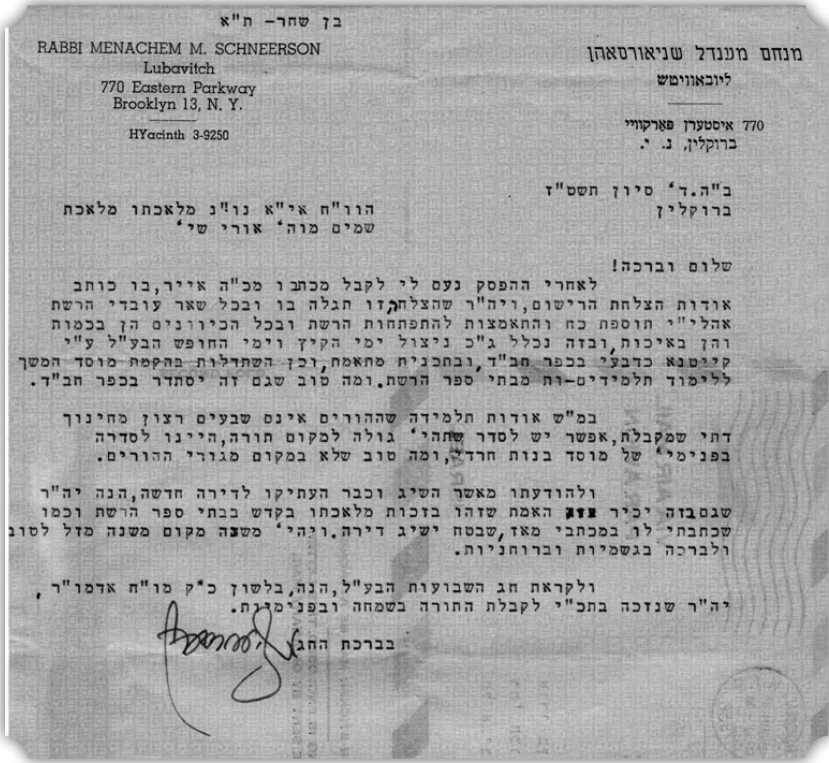 בן שחר- ת"א
RABBI MENACHEM M. SCHNEERSON
Lubavitch
770 Eastern Parkway
Brooklyn 13, N. Y.
HYacinth 3-9250
מנחם מענדל שניאורסאהן
ליובאוויטש
770 איסטערן פארקוויי
ברוקלין, נ. י.
ב"ה.ד' סיון תשט"ז
ברוקלין
הוו"ח אי"א נו"נ מלאכתו מלאכת
שמים מוה' אורי שי'
שלום וברכה!
לאחרי ההפסק נעם לי לקבל מכתבו מכ"ה אייר,בו כותב
אודות הצלחת הרישום,ויה"ר שהצלחה זו תגלה בו ובכל שאר עובדי הרשת
אהלי"י תוספת כח והתאמצות להתפתחות הרשת ובכל הכיוונים הן בכמות
והן באיכות,ובזה נכלל ג"כ ניצול ימי הקיץ וימי החופש הבע"ל ע"י
קייטנא כדבעי בכפר חב"ד,ובתכנית מתאמת,וכן השתדלות בהקמת מוסד המשך
ללימוד תלמידים-ות מבתי ספר הרשת.ומה טוב שגם זה יסתדר בכפר חב"ד.
במ"ש אודות תלמידה שההורים אינם שבעים רצון מחינוך
דתי שמקבלת,אפשר יש לסדר שתהי' גולה למקום תורה,היינו לסדרה
בפנימי' של מוסד בנות חרדי,ומה טוב שלא במקום מגורי ההורים.
ולהודעתו מאשר השיג וכבר העתיקו לדירה חדשה,הנה יה"ר
שגם בזה יכיר האמת שזהו בזכות מלאכתו בקדש בבתי ספר הרשת וכמו
שכתבתי לו במכתבי מאז,שבטח ישיג דירה.ויהי' משנה מקום משנה מזל לטוב
ולברכה בגשמיות וברוחניות.
ולקראת חג השבועות הבע"ל,הנה,בלשון כ"ק מו"ח אדמו"ר,
יה"ר שנזכה בתכ"י לקבלת התורה בשמחה ובפנימיות.
בברכת החג